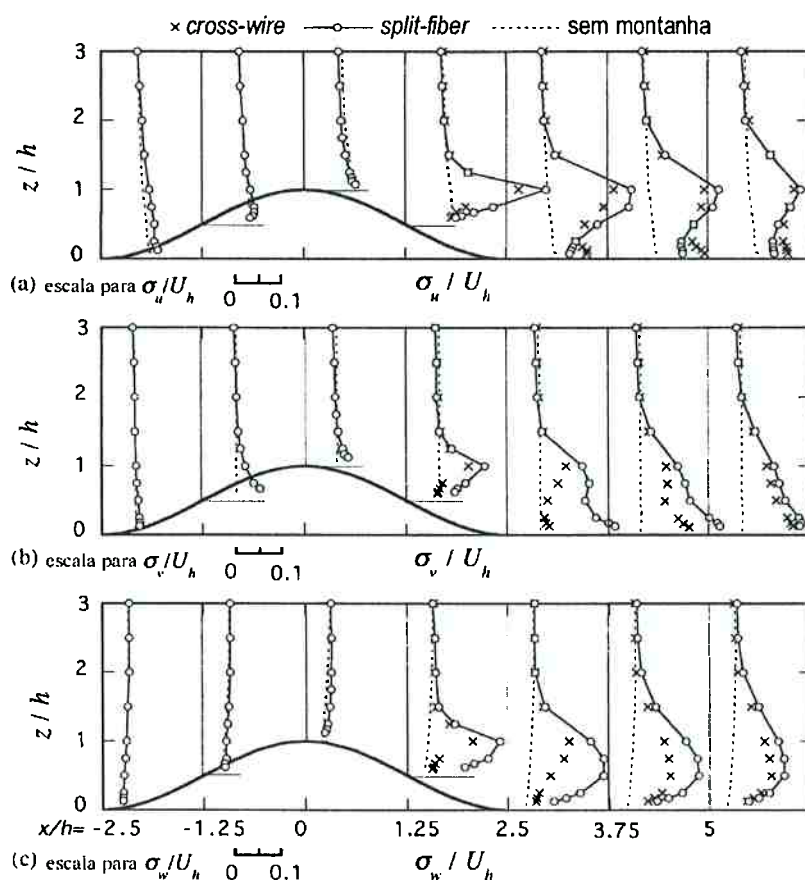 × cross-wire —○— split-fiber ........ sem montanha
3
2
1
0
z / h
(a) escala para σu/Uh 0 0.1 σu / Uh
3
2
1
0
z / h
(b) escala para σv/Uh 0 0.1 σv / Uh
3
2
1
0
z / h
x/h= -2.5 -1.25 0 1.25 2.5 3.75 5
(c) escala para σw/Uh 0 0.1 σw / Uh